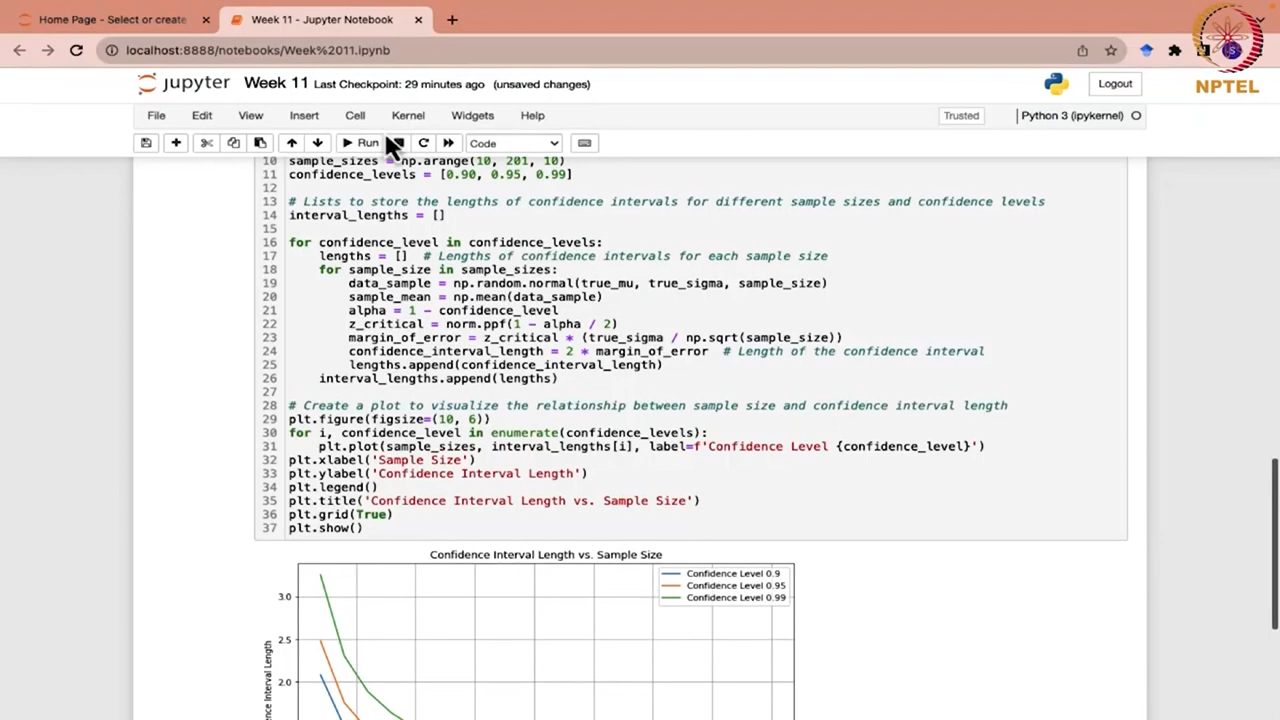 Home Page - Select or create
Week 11 - Jupyter Notebook
localhost:8888/notebooks/Week%2011.ipynb
NPTEL
jupyter Week 11 Last Checkpoint: 29 minutes ago (unsaved changes)
Logout
File Edit View Insert Cell Kernel Widgets Help
Trusted
Python 3 (ipykernel)
Run
Code
10 sample_sizes = np.arange(10, 201, 10)
11 confidence_levels = [0.90, 0.95, 0.99]
12
13 # Lists to store the lengths of confidence intervals for different sample sizes and confidence levels
14 interval_lengths = []
15
16 for confidence_level in confidence_levels:
17     lengths = []  # Lengths of confidence intervals for each sample size
18     for sample_size in sample_sizes:
19         data_sample = np.random.normal(true_mu, true_sigma, sample_size)
20         sample_mean = np.mean(data_sample)
21         alpha = 1 - confidence_level
22         z_critical = norm.ppf(1 - alpha / 2)
23         margin_of_error = z_critical * (true_sigma / np.sqrt(sample_size))
24         confidence_interval_length = 2 * margin_of_error  # Length of the confidence interval
25         lengths.append(confidence_interval_length)
26     interval_lengths.append(lengths)
27
28 # Create a plot to visualize the relationship between sample size and confidence interval length
29 plt.figure(figsize=(10, 6))
30 for i, confidence_level in enumerate(confidence_levels):
31     plt.plot(sample_sizes, interval_lengths[i], label=f'Confidence Level {confidence_level}')
32 plt.xlabel('Sample Size')
33 plt.ylabel('Confidence Interval Length')
34 plt.legend()
35 plt.title('Confidence Interval Length vs. Sample Size')
36 plt.grid(True)
37 plt.show()
Confidence Interval Length vs. Sample Size
Confidence Level 0.9
Confidence Level 0.95
Confidence Level 0.99
3.0
2.5
2.0
Interval Length